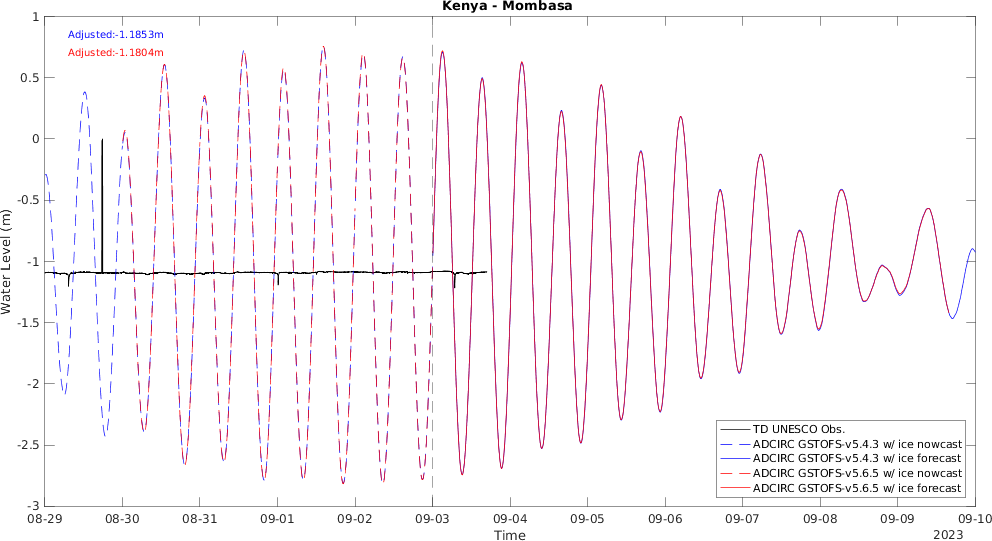 Kenya - Mombasa
Adjusted:-1.1853m
Adjusted:-1.1804m
Water Level (m)
1
0.5
0
-0.5
-1
-1.5
-2
-2.5
-3
08-29 08-30 08-31 09-01 09-02 09-03 09-04 09-05 09-06 09-07 09-08 09-09 09-10
Time
2023
TD UNESCO Obs.
ADCIRC GSTOFS-v5.4.3 w/ ice nowcast
ADCIRC GSTOFS-v5.4.3 w/ ice forecast
ADCIRC GSTOFS-v5.6.5 w/ ice nowcast
ADCIRC GSTOFS-v5.6.5 w/ ice forecast